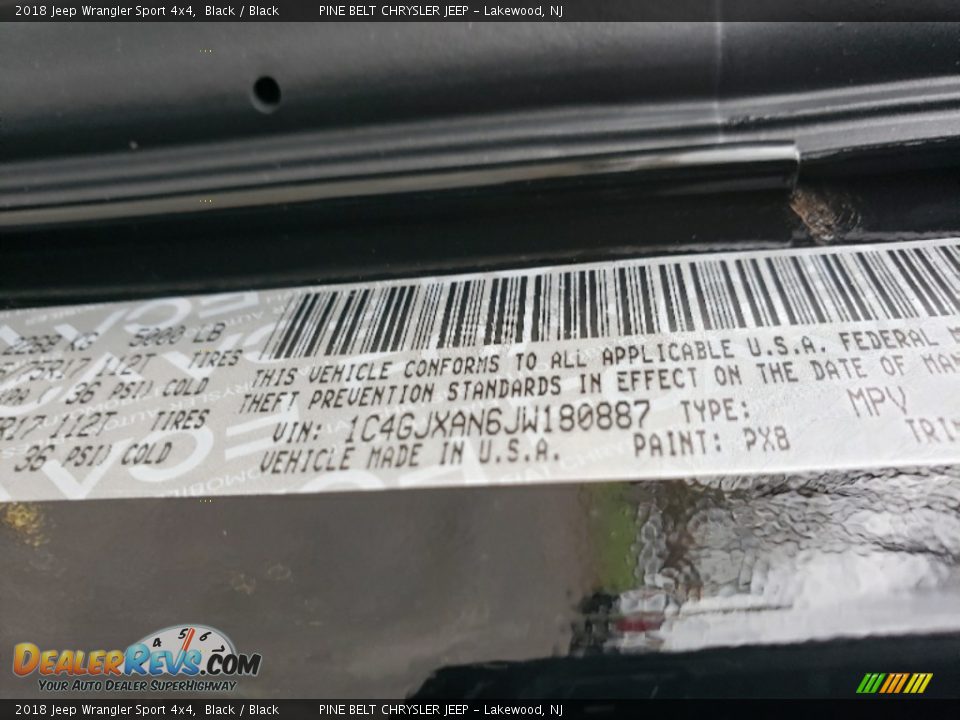 2018 Jeep Wrangler Sport 4x4, Black / Black PINE BELT CHRYSLER JEEP – Lakewood, NJ
5000 LB
112T TIRES
36 PSI) COLD
R17 112T TIRES
36 PSI) COLD
THIS VEHICLE CONFORMS TO ALL APPLICABLE U.S.A. FEDERAL
THEFT PREVENTION STANDARDS IN EFFECT ON THE DATE OF MAN
VIN: 1C4GJXAN6JW180887 TYPE: MPV
VEHICLE MADE IN U.S.A. PAINT: PX8 TRIM
DEALERREVS.COM
YOUR AUTO DEALER SUPERHIGHWAY
2018 Jeep Wrangler Sport 4x4, Black / Black PINE BELT CHRYSLER JEEP – Lakewood, NJ